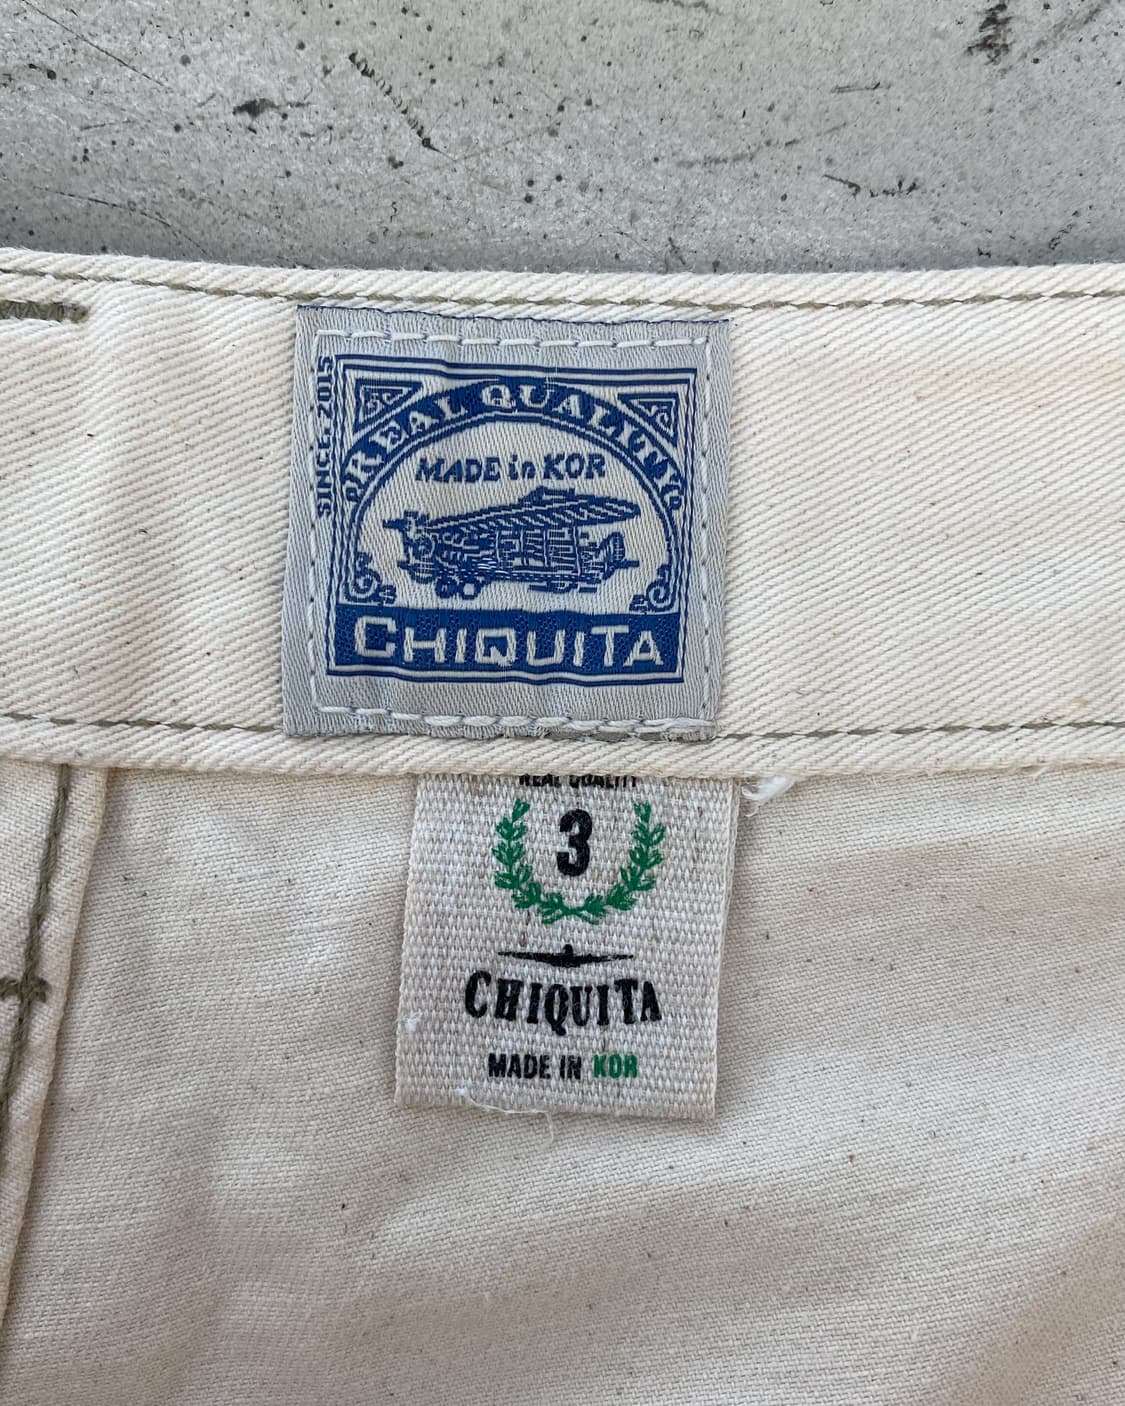 SINCE.2015
REAL QUALITY
MADE in KOR
CHIQUITA
REAL QUALITY
3
CHIQUITA
MADE IN KOR